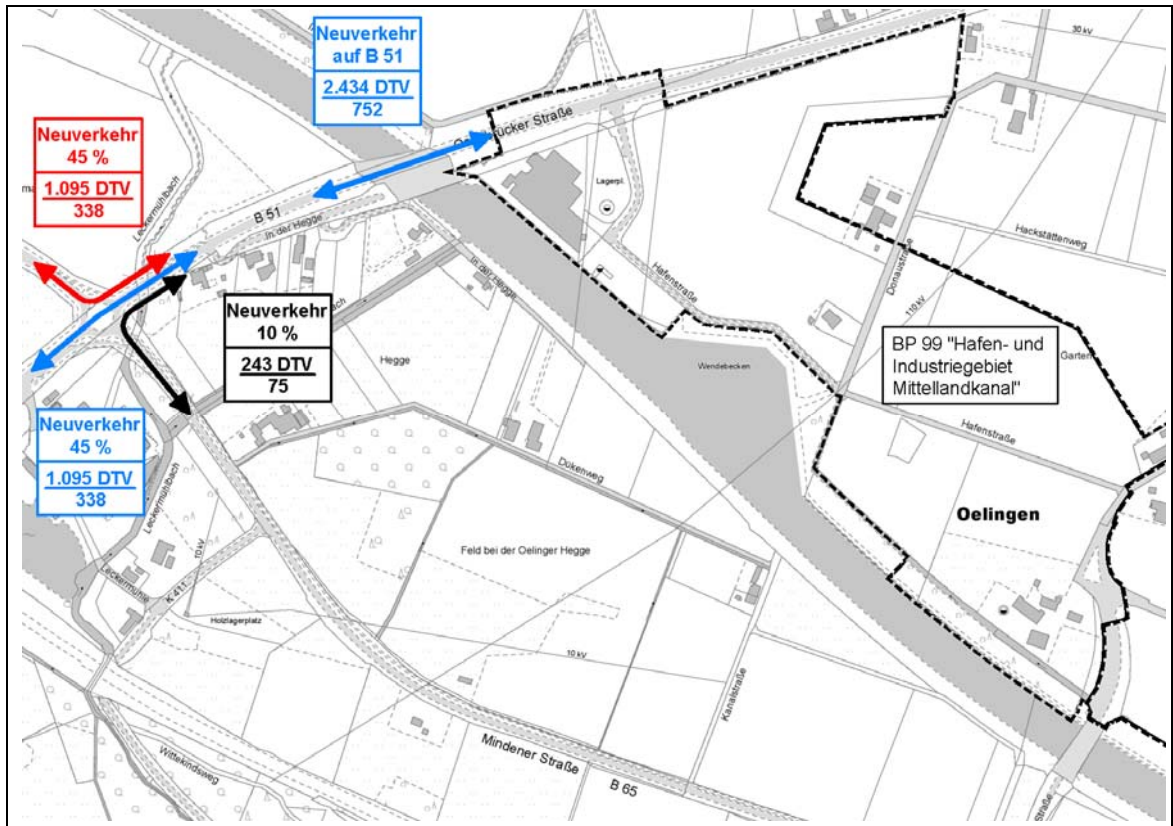 Neuverkehr
auf B 51
2.434 DTV
752
30 kV
Neuverkehr
45 %
1.095 DTV
338
Leckermühlbach
B 51
In der Hegge
Lagerpl.
Donaustraße
Hackstättenweg
110 kV
In der Hegge
Hafenstraße
Neuverkehr
10 %
243 DTV
75
Hegge
Wendebecken
BP 99 "Hafen- und
Industriegebiet
Mittellandkanal"
Garten
Neuverkehr
45 %
1.095 DTV
338
Leckermühlbach
Dükenweg
Hafenstraße
Oelingen
10 kV
Feld bei der Oelinger Hegge
Leckermühle
K 411
Holzlagerplatz
10 kV
Kanalstraße
Wittekindsweg
Mindener Straße
B 65